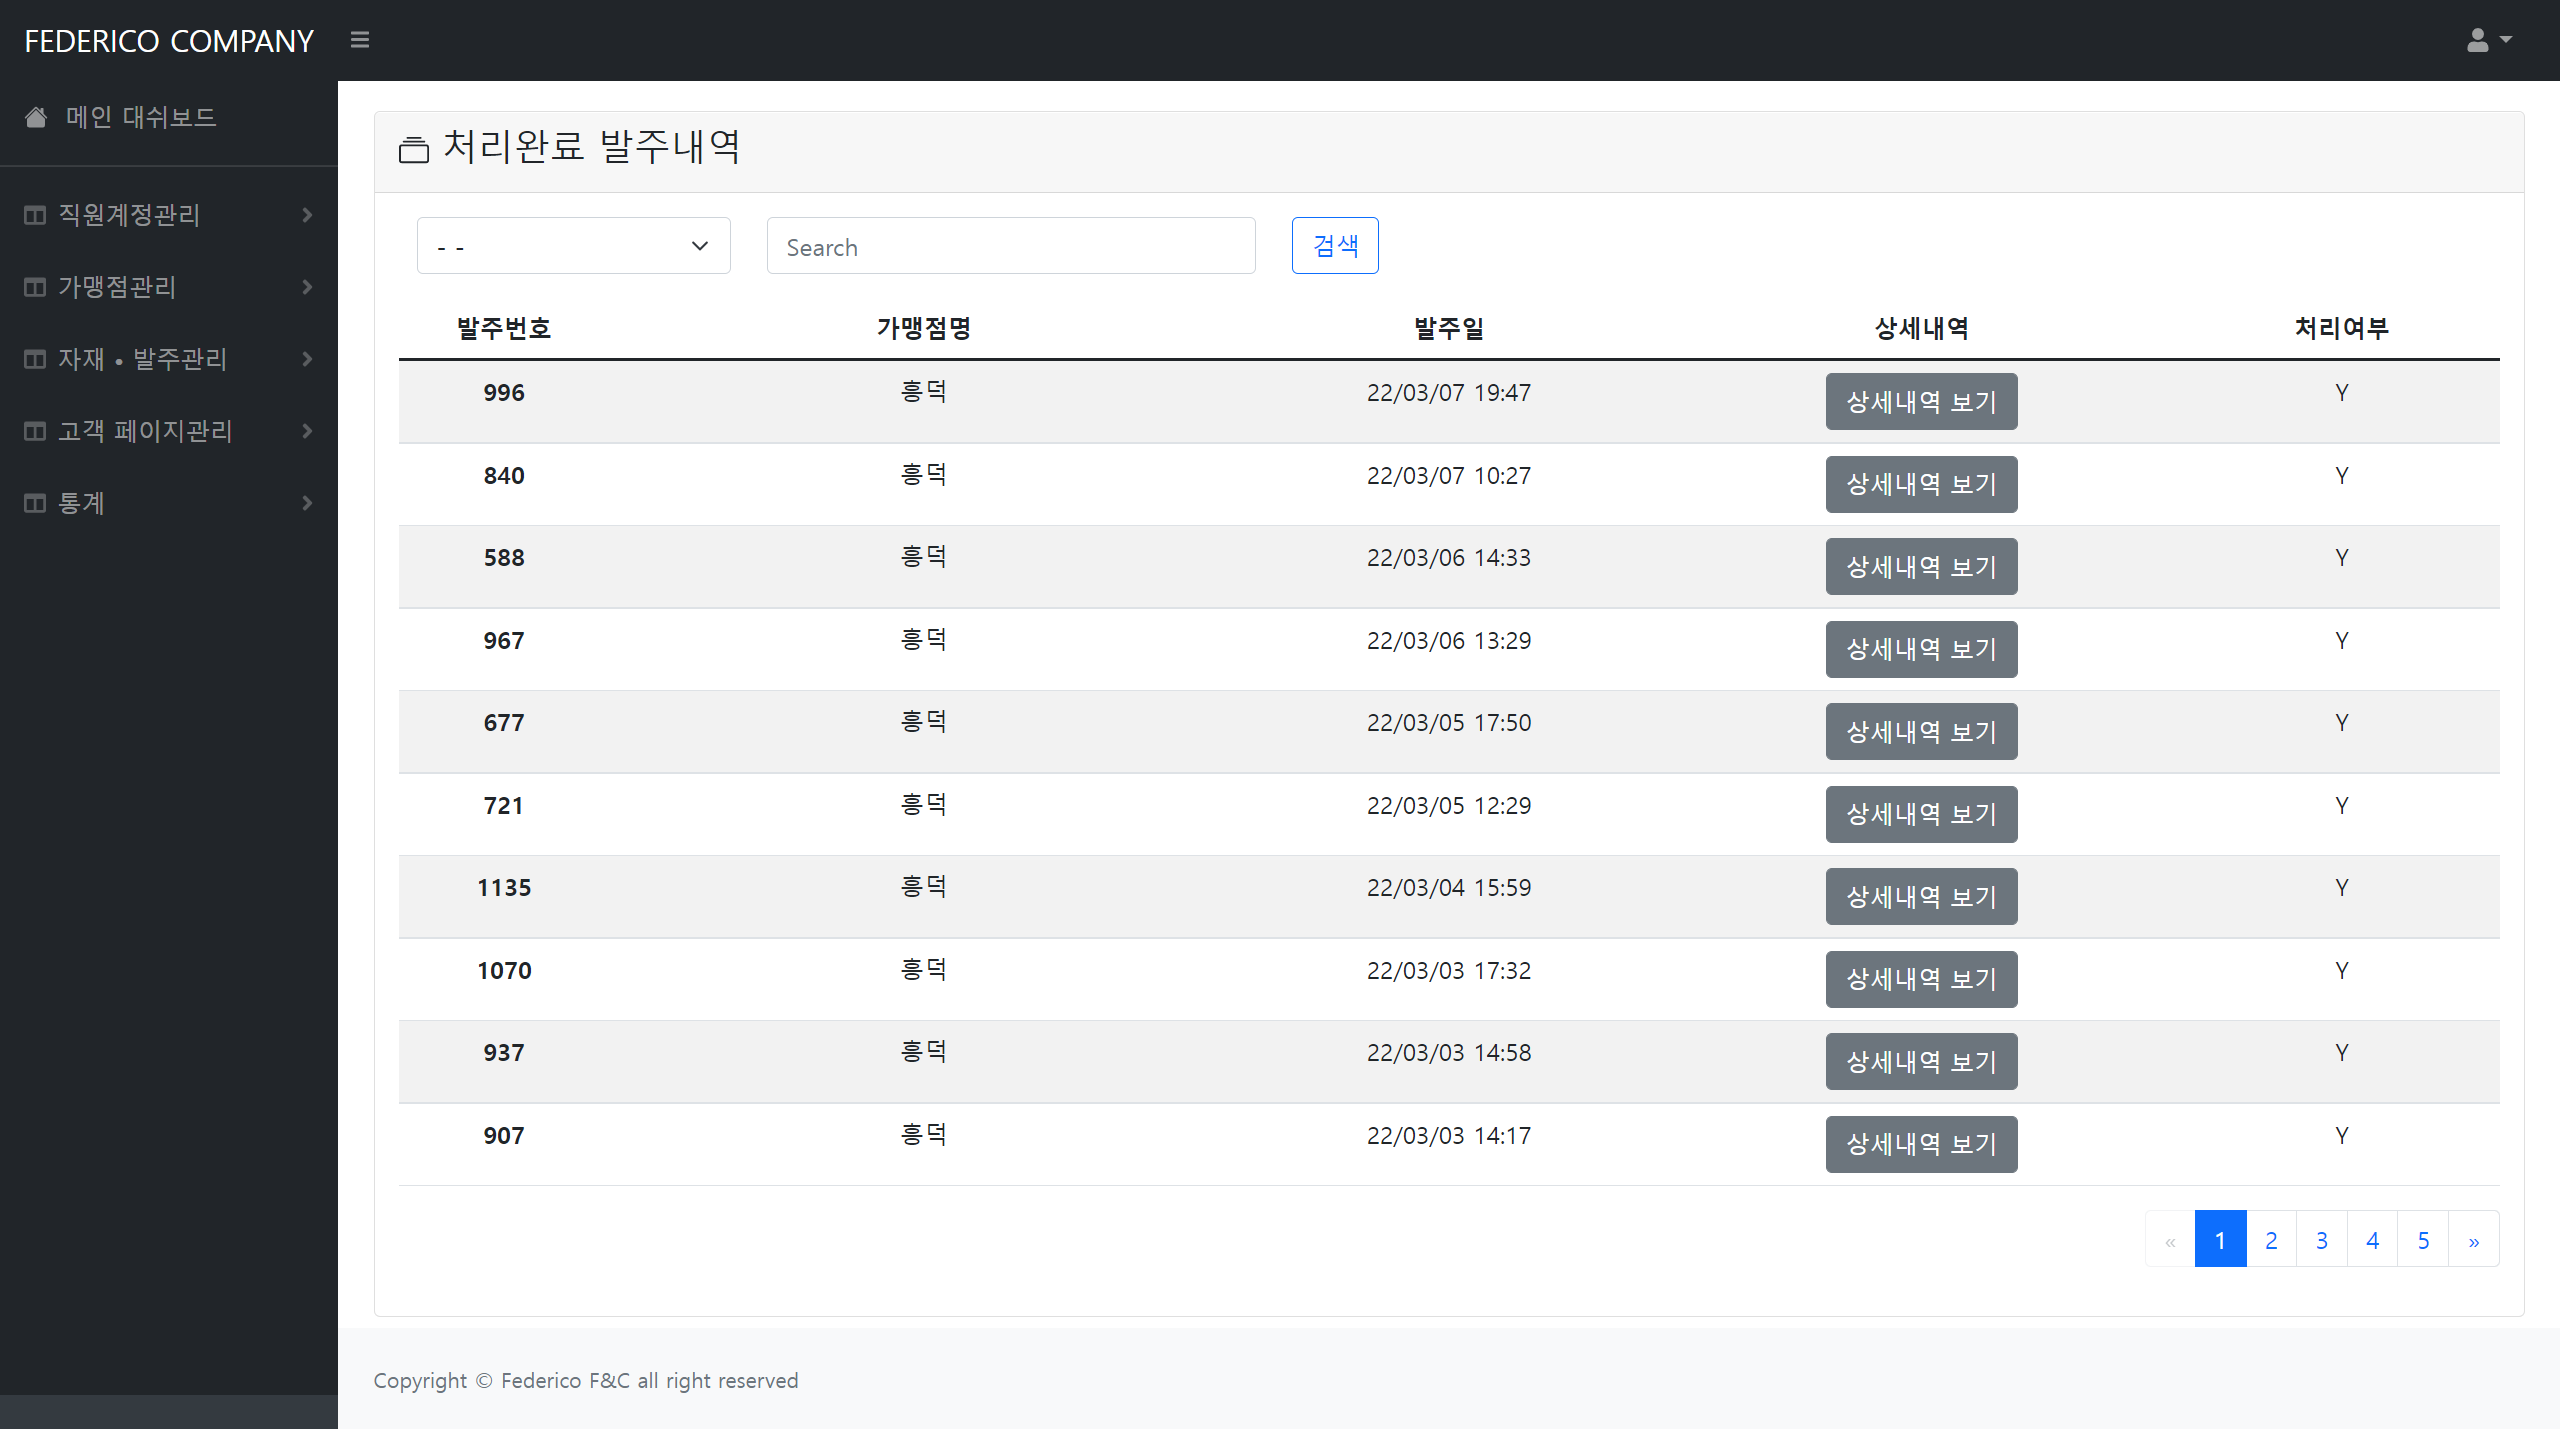 FEDERICO COMPANY
메인 대쉬보드
직원계정관리
가맹점관리
자재 • 발주관리
고객 페이지관리
통계
처리완료 발주내역
- -
Search
검색
발주번호 가맹점명 발주일 상세내역 처리여부
996 흥덕 22/03/07 19:47 상세내역 보기 Y
840 흥덕 22/03/07 10:27 상세내역 보기 Y
588 흥덕 22/03/06 14:33 상세내역 보기 Y
967 흥덕 22/03/06 13:29 상세내역 보기 Y
677 흥덕 22/03/05 17:50 상세내역 보기 Y
721 흥덕 22/03/05 12:29 상세내역 보기 Y
1135 흥덕 22/03/04 15:59 상세내역 보기 Y
1070 흥덕 22/03/03 17:32 상세내역 보기 Y
937 흥덕 22/03/03 14:58 상세내역 보기 Y
907 흥덕 22/03/03 14:17 상세내역 보기 Y
« 1 2 3 4 5 »
Copyright © Federico F&C all right reserved